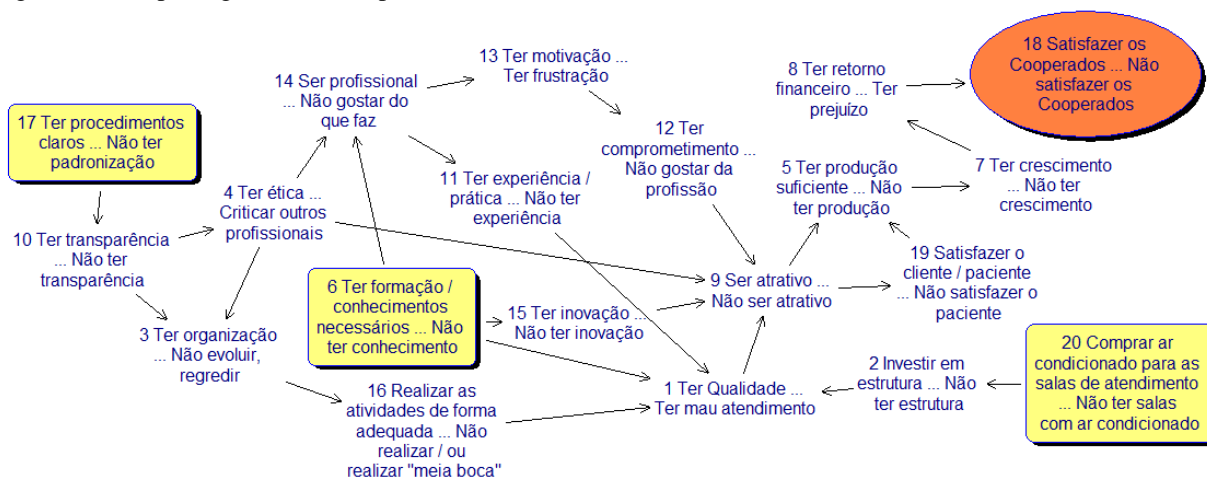 13 Ter motivação ...
Ter frustração
14 Ser profissional
... Não gostar do
que faz
8 Ter retorno
financeiro ... Ter
prejuízo
18 Satisfazer os
Cooperados ... Não
satisfazer os
Cooperados
17 Ter procedimentos
claros ... Não ter
padronização
12 Ter
comprometimento ...
Não gostar da
profissão
11 Ter experiência /
prática ... Não ter
experiência
5 Ter produção
suficiente ... Não
ter produção
7 Ter crescimento
... Não ter
crescimento
4 Ter ética ...
Criticar outros
profissionais
10 Ter transparência
... Não ter
transparência
6 Ter formação /
conhecimentos
necessários ... Não
ter conhecimento
9 Ser atrativo ...
Não ser atrativo
19 Satisfazer o
cliente / paciente
... Não satisfazer o
paciente
15 Ter inovação ...
Não ter inovação
3 Ter organização
... Não evoluir,
regredir
16 Realizar as
atividades de forma
adequada ... Não
realizar / ou
realizar "meia boca"
1 Ter Qualidade ...
Ter mau atendimento
2 Investir em
estrutura ... Não
ter estrutura
20 Comprar ar
condicionado para as
salas de atendimento
... Não ter salas
com ar condicionado